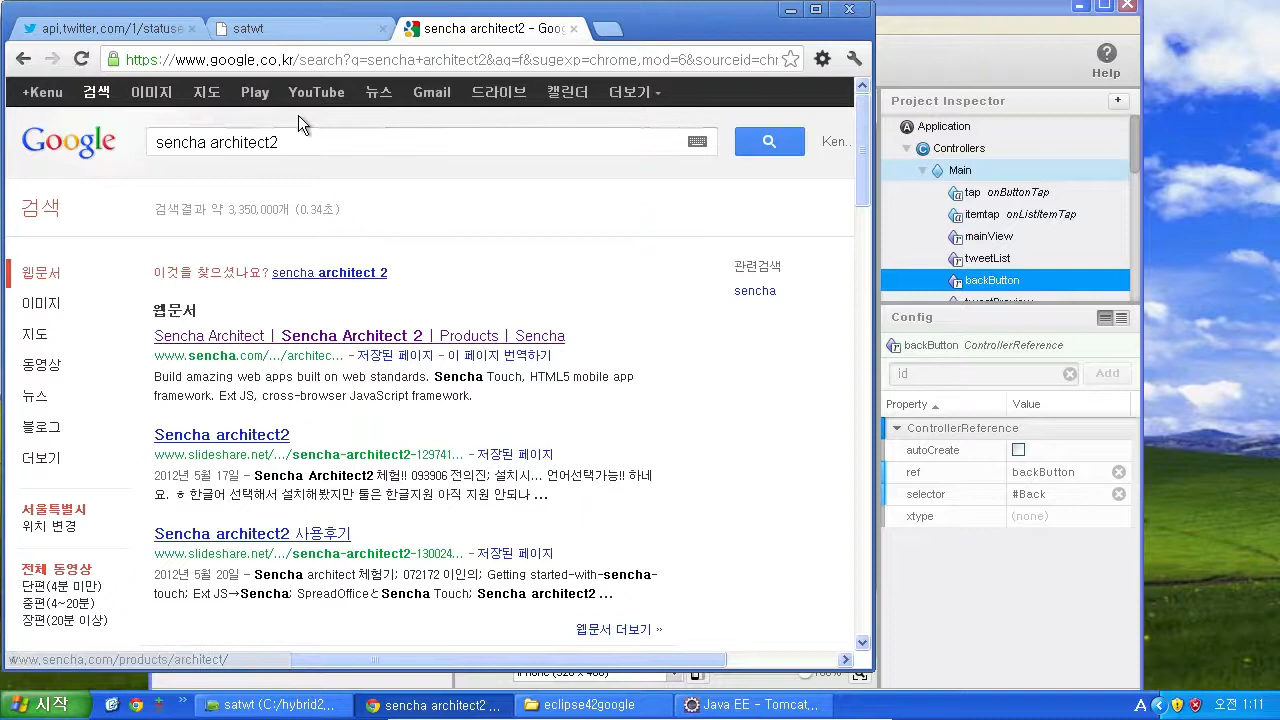 api.twitter.com/1/statuse
satwt
sencha architect2 - Goog
https://www.google.co.kr/search?q=sencha+architect2&aq=f&sugexp=chrome,mod=6&sourceid=chr
Help
+Kenu 검색 이미지 지도 Play YouTube 뉴스 Gmail 드라이브 캘린더 더보기
Google
sencha architect2
Ken..
검색
검색결과 약 3,350,000개 (0.34초)
웹문서
이미지
지도
동영상
뉴스
블로그
더보기
서울특별시
위치 변경
전체 동영상
단편(4분 미만)
중편(4~20분)
장편(20분 이상)
이것을 찾으셨나요? sencha architect 2
웹문서
Sencha Architect | Sencha Architect 2 | Products | Sencha
www.sencha.com/.../architec... - 저장된 페이지 - 이 페이지 번역하기
Build amazing web apps built on web standards. Sencha Touch, HTML5 mobile app
framework. Ext JS, cross-browser JavaScript framework.
Sencha architect2
www.slideshare.net/.../sencha-architect2-129741... - 저장된 페이지
2012년 5월 17일 - Sencha Architect2 체험!! 093906 전의진; 설치시... 언어선택가능!! 하네
요. ㅎ 한글어 선택해서 설치해봤지만 툴은 한글지원 아직 지원 안되나 ...
Sencha architect2 사용후기
www.slideshare.net/.../sencha-architect2-130024... - 저장된 페이지
2012년 5월 20일 - Sencha architect 체험기; 072172 이인의; Getting started-with-sencha-
touch; Ext JS→Sencha; SpreadOfficeとSencha Touch; Sencha architect2 ...
웹문서 더보기 »
관련검색
sencha
www.sencha.com/products/architect/
Project Inspector
+
Application
Controllers
Main
tap onButtonTap
itemtap onListItemTap
mainView
tweetList
backButton
tweetPreview
Config
backButton ControllerReference
id
Add
Property Value
ControllerReference
autoCreate
ref backButton
selector #Back
xtype (none)
시작
satwt (C:/hybrid2...
sencha architect2 ...
eclipse42google
Java EE - Tomcat...
A
오전 1:11